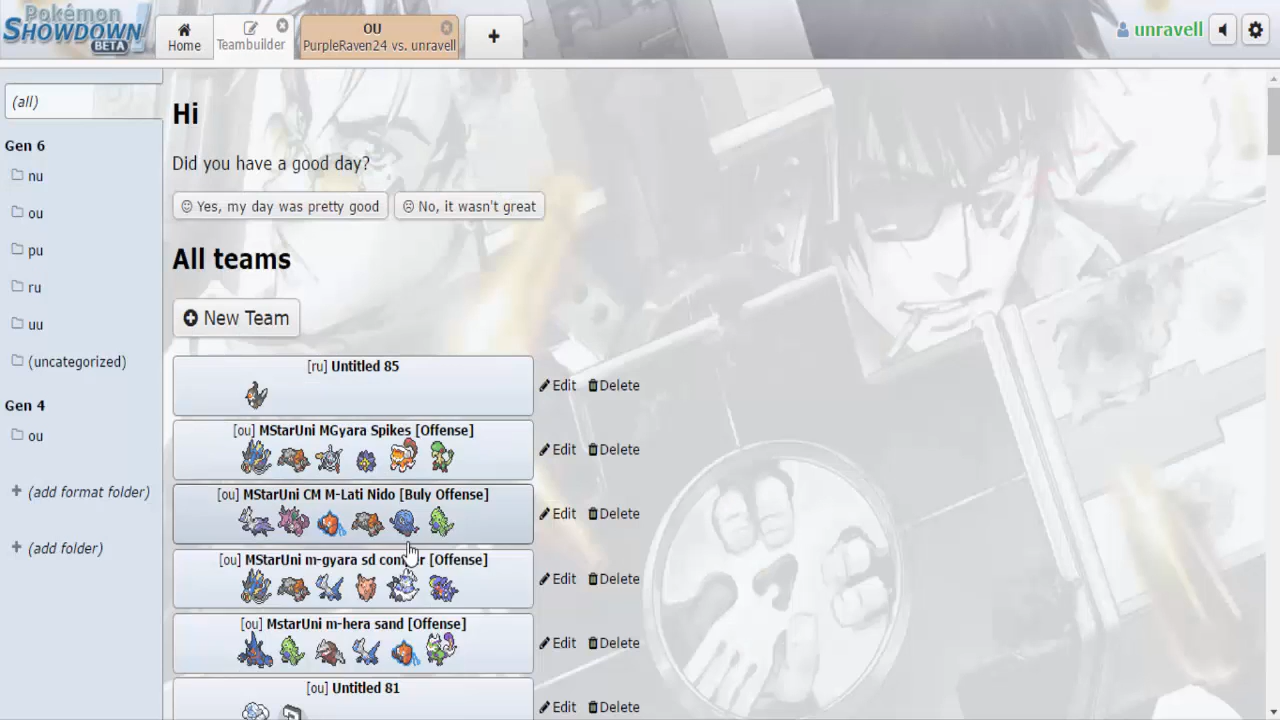 Pokémon
SHOWDOWN!
BETA
Home
Teambuilder
OU
PurpleRaven24 vs. unravell
+
unravell
(all)
Gen 6
nu
ou
pu
ru
uu
(uncategorized)
Gen 4
ou
(add format folder)
(add folder)
Hi
Did you have a good day?
Yes, my day was pretty good
No, it wasn't great
All teams
New Team
[ru] Untitled 85
Edit Delete
[ou] MStarUni MGyara Spikes [Offense]
Edit Delete
[ou] MStarUni CM M-Lati Nido [Buly Offense]
Edit Delete
[ou] MStarUni m-gyara sd [Offense]
Edit Delete
[ou] MstarUni m-hera sand [Offense]
Edit Delete
[ou] Untitled 81
Edit Delete